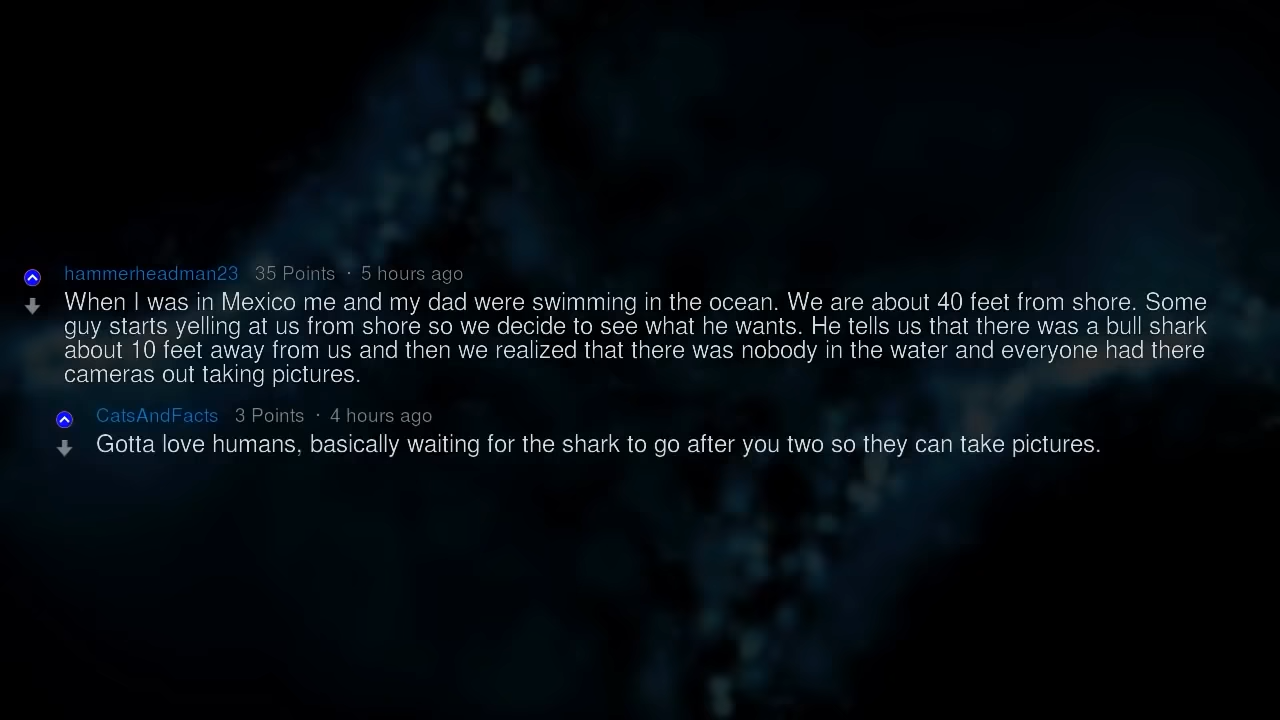 hammerheadman23 35 Points · 5 hours ago
When I was in Mexico me and my dad were swimming in the ocean. We are about 40 feet from shore. Some
guy starts yelling at us from shore so we decide to see what he wants. He tells us that there was a bull shark
about 10 feet away from us and then we realized that there was nobody in the water and everyone had there
cameras out taking pictures.
CatsAndFacts 3 Points · 4 hours ago
Gotta love humans, basically waiting for the shark to go after you two so they can take pictures.